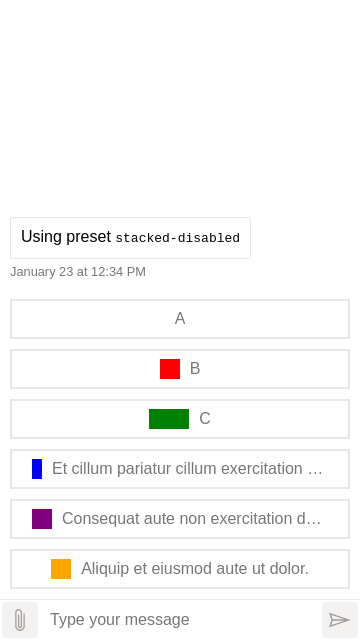 Using preset stacked-disabled
January 23 at 12:34 PM
A
B
C
Et cillum pariatur cillum exercitation …
Consequat aute non exercitation d…
Aliquip et eiusmod aute ut dolor.
Type your message